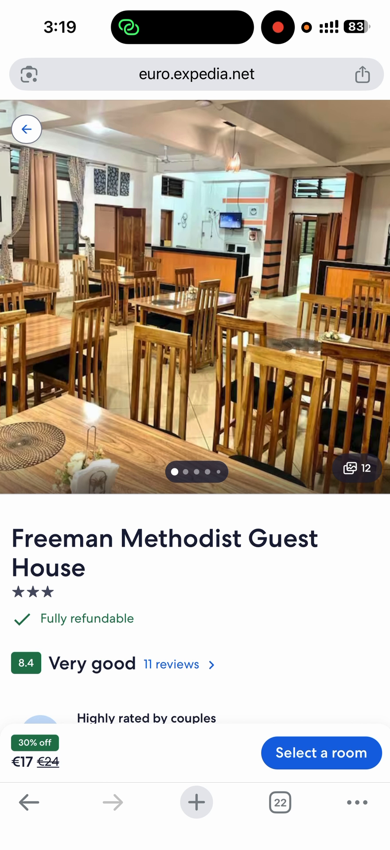 3:19
83
euro.expedia.net
12
Freeman Methodist Guest
House
Fully refundable
8.4 Very good 11 reviews
Highly rated by couples
30% off
€17 €24
Select a room
22